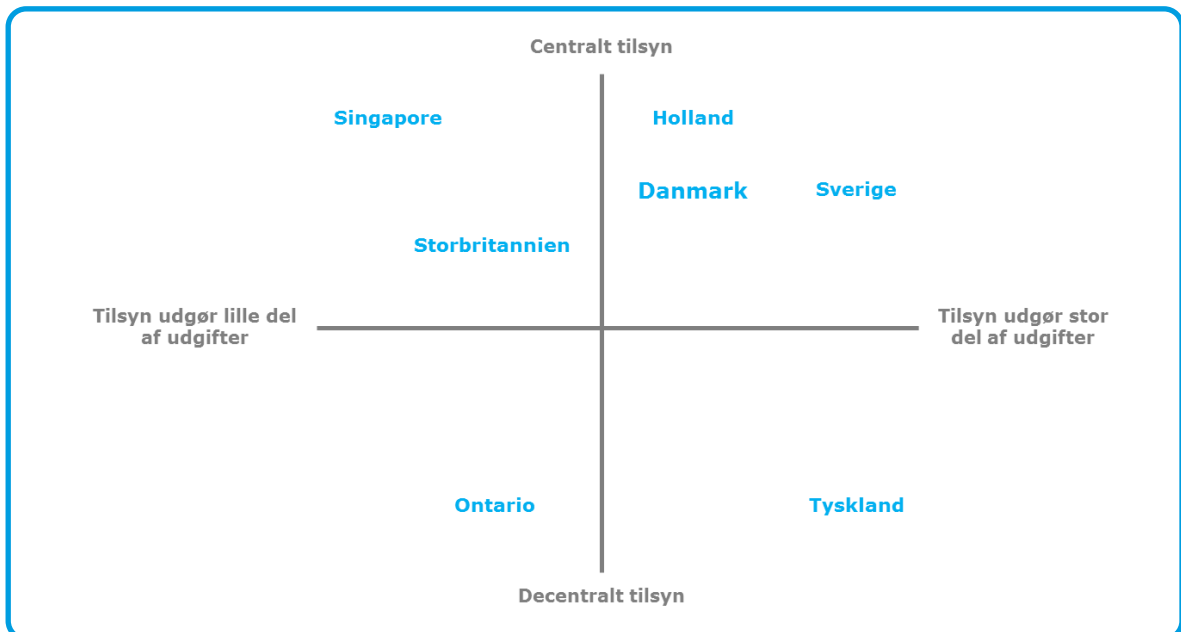 Centralt tilsyn
Singapore
Holland
Danmark
Sverige
Storbritannien
Tilsyn udgør lille del
af udgifter
Tilsyn udgør stor
del af udgifter
Ontario
Tyskland
Decentralt tilsyn